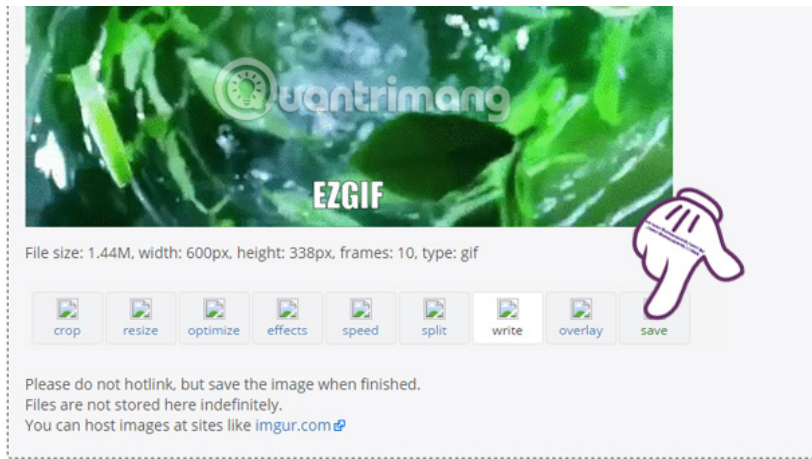 Quantrimang
EZGIF
File size: 1.44M, width: 600px, height: 338px, frames: 10, type: gif
crop resize optimize effects speed split write overlay save
Please do not hotlink, but save the image when finished.
Files are not stored here indefinitely.
You can host images at sites like imgur.com